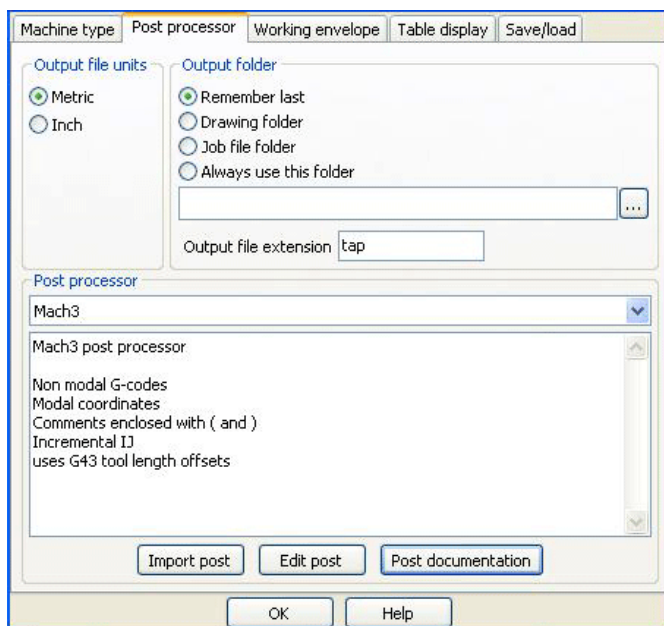 Machine type Post processor Working envelope Table display Save/load
Output file units
Metric
Inch
Output folder
Remember last
Drawing folder
Job file folder
Always use this folder
...
Output file extension tap
Post processor
Mach3
Mach3 post processor
Non modal G-codes
Modal coordinates
Comments enclosed with ( and )
Incremental IJ
uses G43 tool length offsets
Import post Edit post Post documentation
OK Help